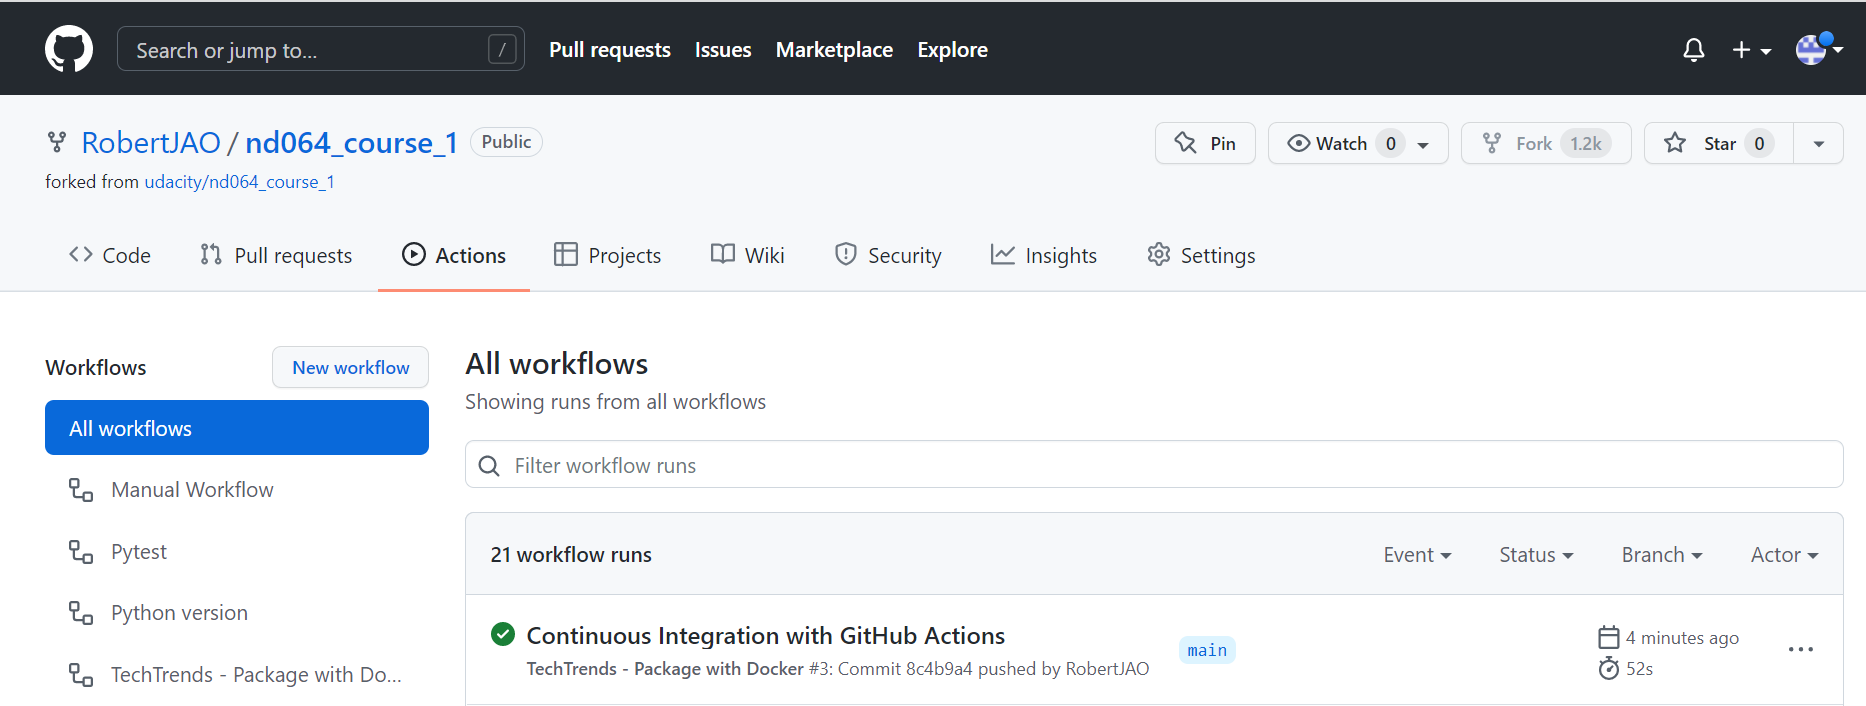 Search or jump to... / Pull requests Issues Marketplace Explore
RobertJAO / nd064_course_1 Public Pin Watch 0 Fork 1.2k Star 0
forked from udacity/nd064_course_1
Code Pull requests Actions Projects Wiki Security Insights Settings
Workflows New workflow
All workflows
Manual Workflow
Pytest
Python version
TechTrends - Package with Do...
All workflows
Showing runs from all workflows
Filter workflow runs
21 workflow runs Event Status Branch Actor
Continuous Integration with GitHub Actions
TechTrends - Package with Docker #3: Commit 8c4b9a4 pushed by RobertJAO
main
4 minutes ago
52s